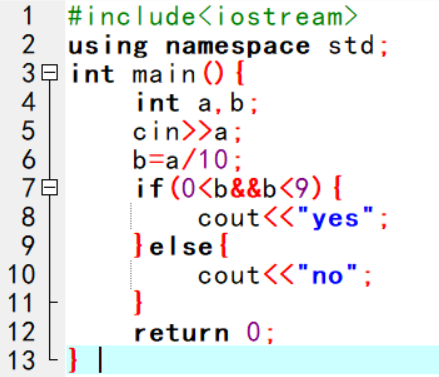 1 #include<iostream>
2 using namespace std;
3 int main(){
4 int a,b;
5 cin>>a;
6 b=a/10;
7 if(0<b&&b<9){
8 cout<<"yes";
9 }else{
10 cout<<"no";
11 }
12 return 0;
13 }